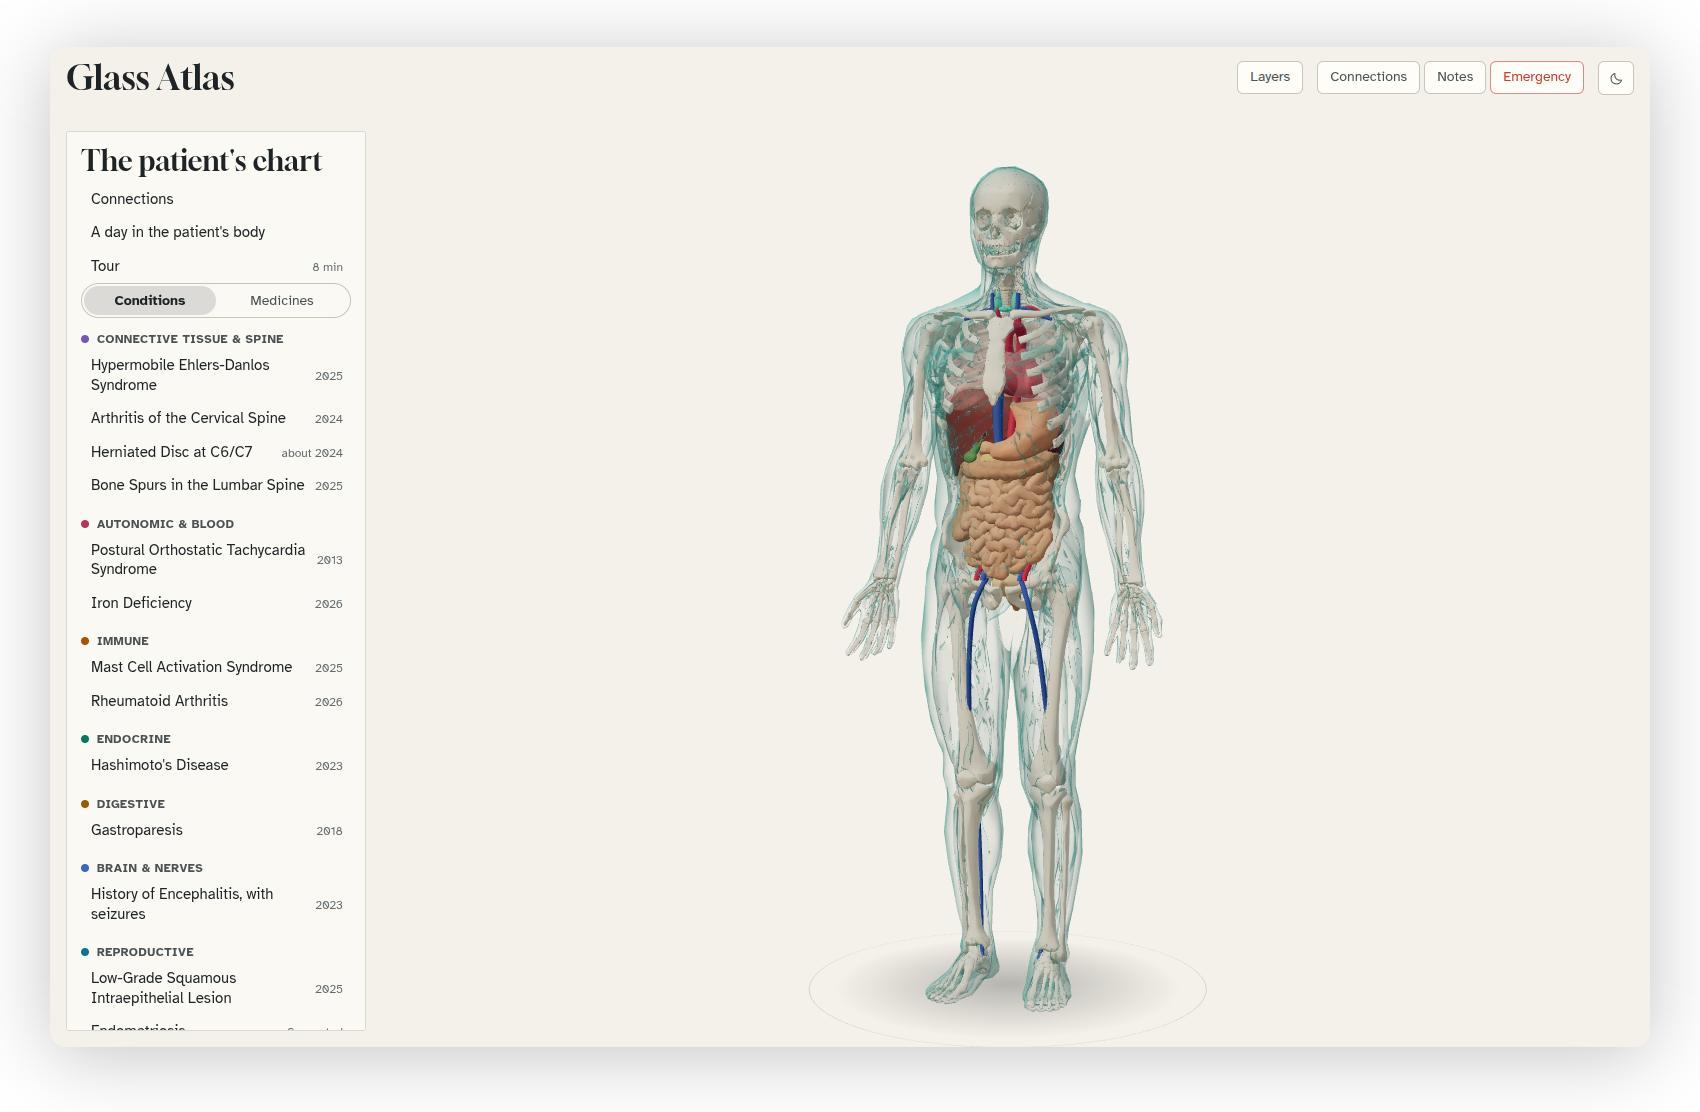 Glass Atlas
Layers
Connections
Notes
Emergency
The patient's chart
Connections
A day in the patient's body
Tour 8 min
Conditions
Medicines
CONNECTIVE TISSUE & SPINE
Hypermobile Ehlers-Danlos
Syndrome
2025
Arthritis of the Cervical Spine 2024
Herniated Disc at C6/C7 about 2024
Bone Spurs in the Lumbar Spine 2025
AUTONOMIC & BLOOD
Postural Orthostatic Tachycardia
Syndrome
2013
Iron Deficiency 2026
IMMUNE
Mast Cell Activation Syndrome 2025
Rheumatoid Arthritis 2026
ENDOCRINE
Hashimoto's Disease 2023
DIGESTIVE
Gastroparesis 2018
BRAIN & NERVES
History of Encephalitis, with
seizures
2023
REPRODUCTIVE
Low-Grade Squamous
Intraepithelial Lesion
2025
Endometriosis